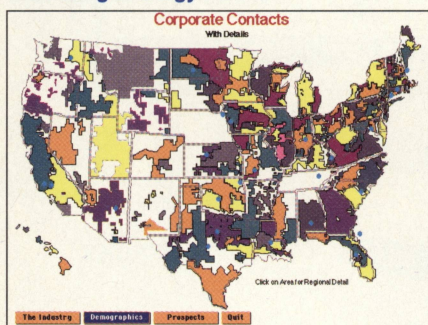 Corporate Contacts
With Details
Click on Area for Regional Detail
The Industry
Demographics
Prospects
Quit